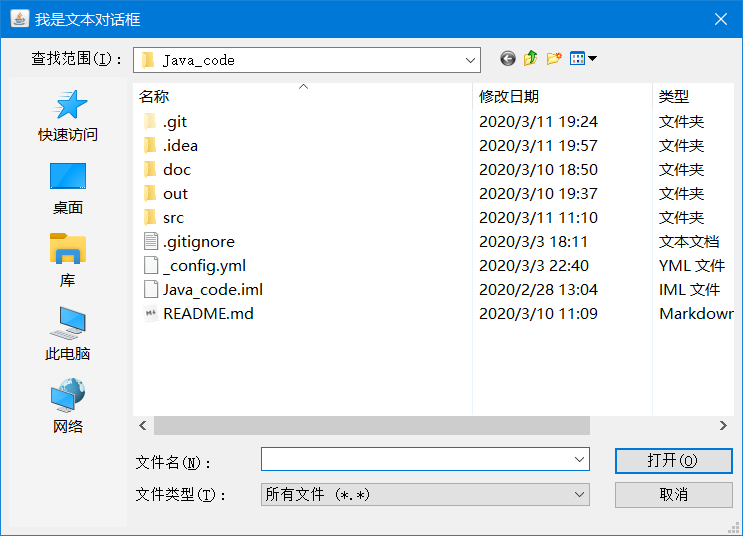 我是文本对话框
查找范围(I)： Java_code
名称 修改日期 类型
.git 2020/3/11 19:24 文件夹
.idea 2020/3/11 19:57 文件夹
doc 2020/3/10 18:50 文件夹
out 2020/3/10 19:37 文件夹
src 2020/3/11 11:10 文件夹
.gitignore 2020/3/3 18:11 文本文档
_config.yml 2020/3/3 22:40 YML 文件
Java_code.iml 2020/2/28 13:04 IML 文件
README.md 2020/3/10 11:09 Markdown
快速访问
桌面
库
此电脑
网络
文件名(N)： 打开(O)
文件类型(T)： 所有文件 (*.*) 取消